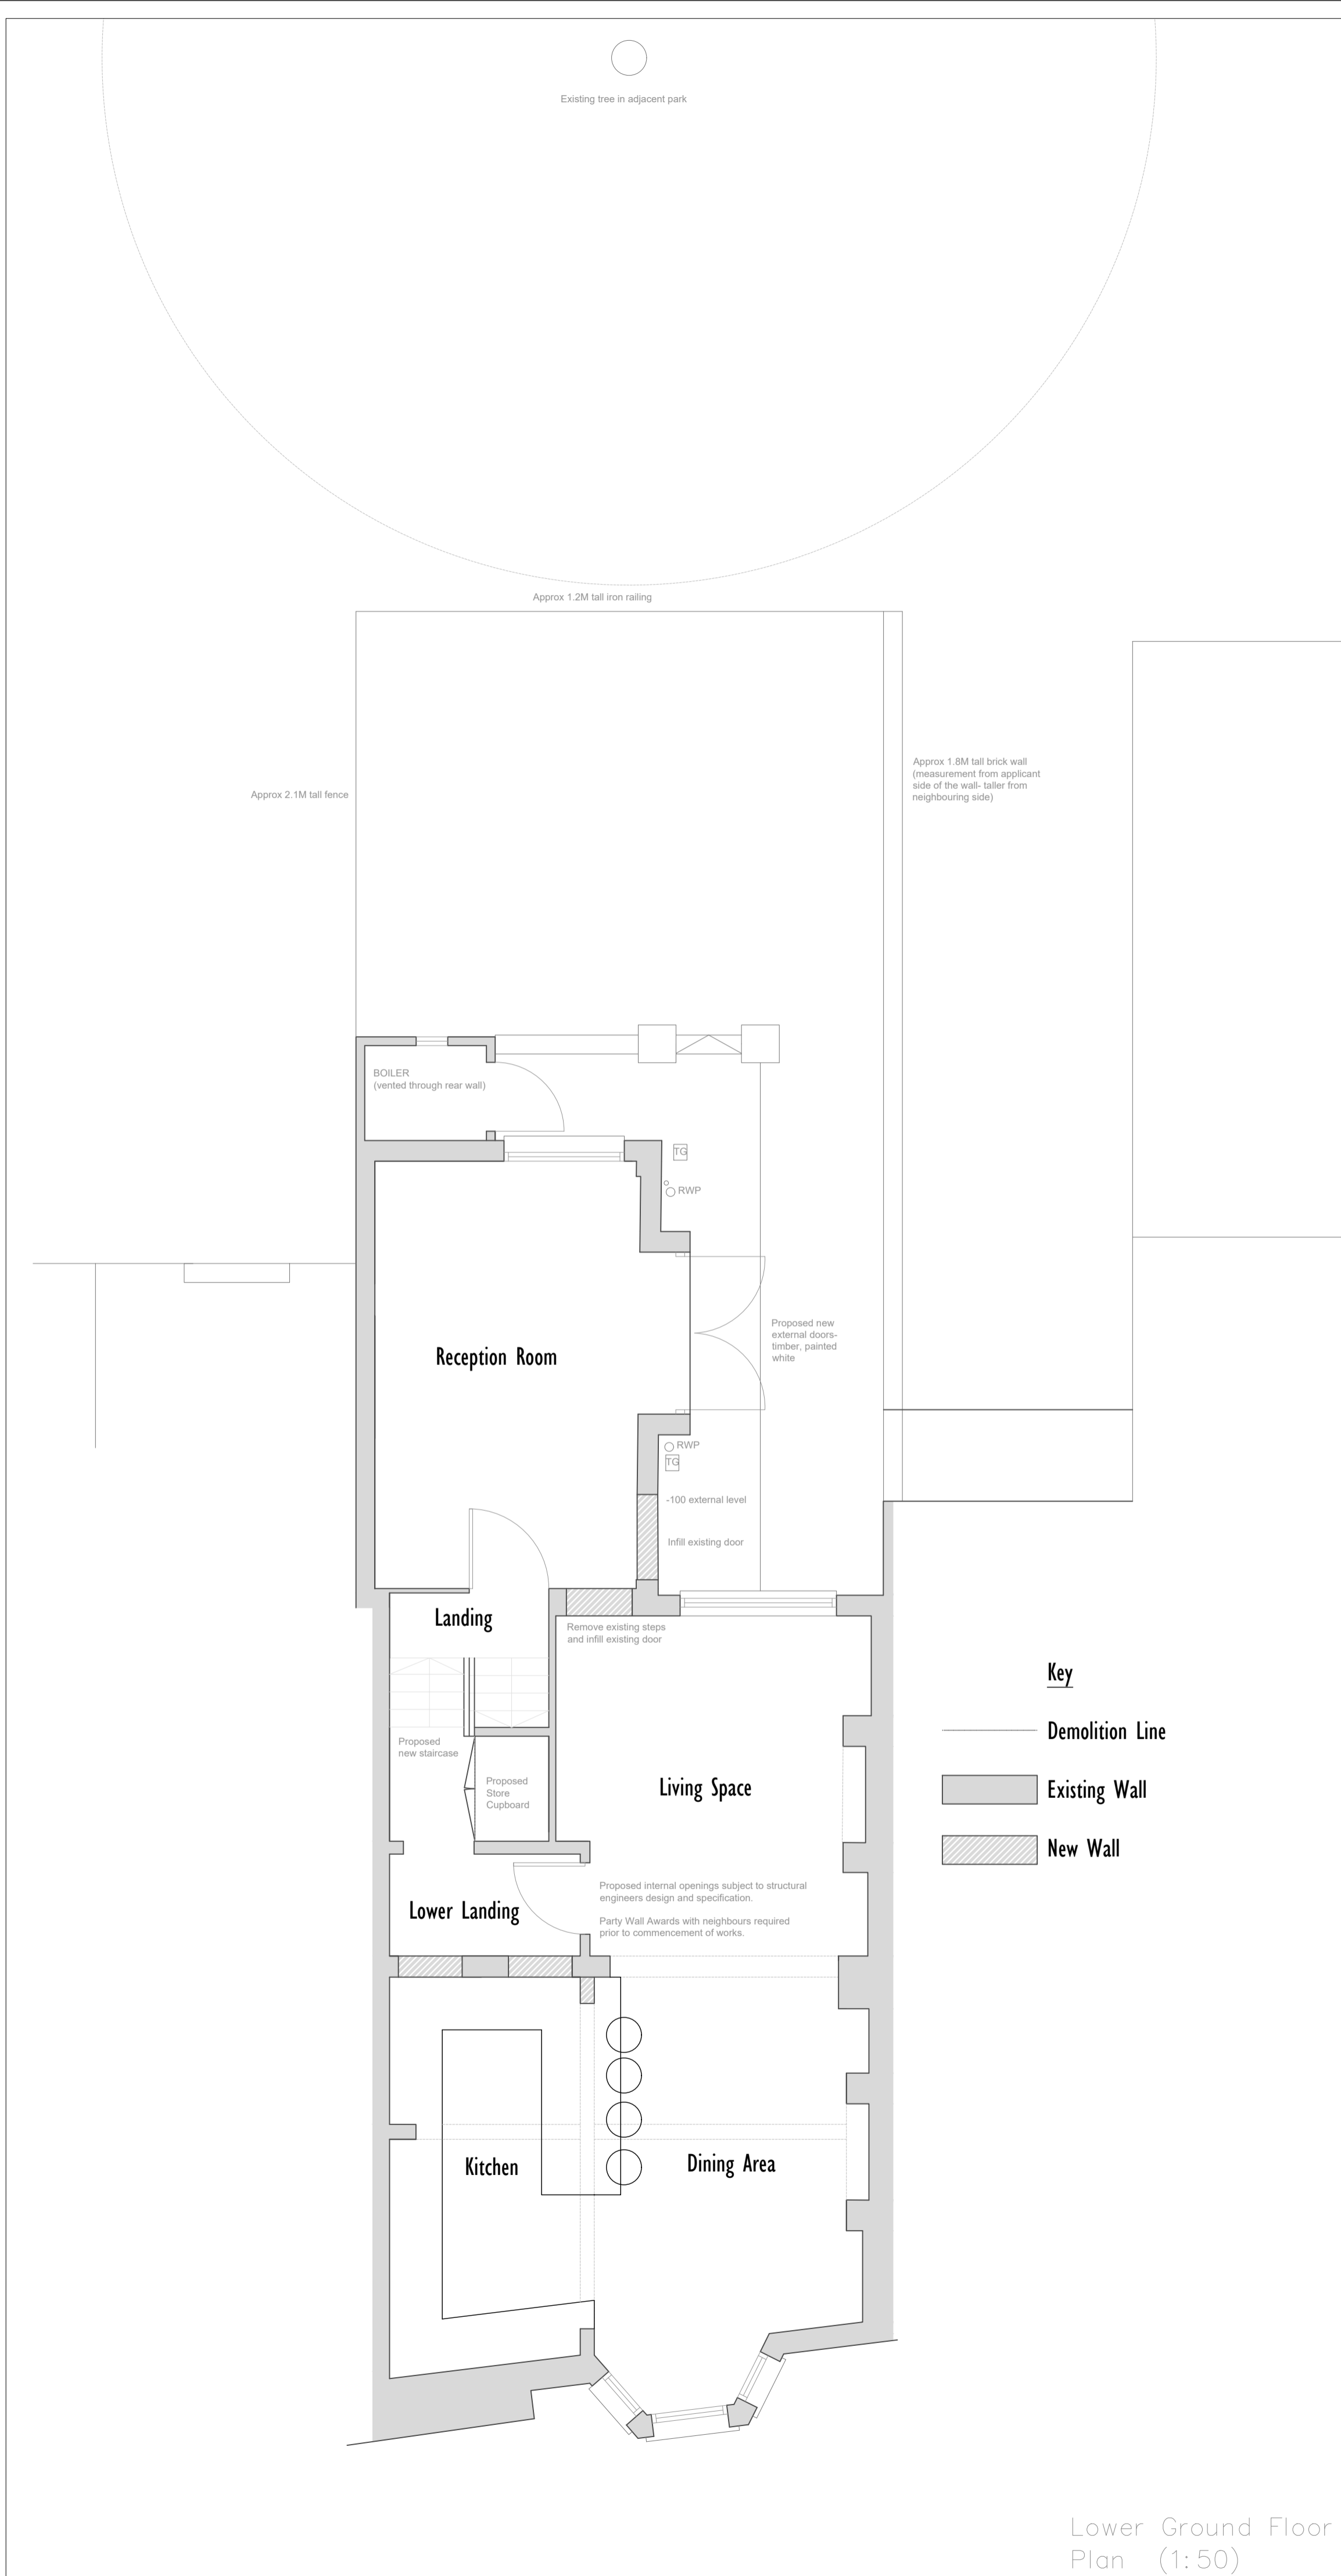 Existing tree in adjacent park
Approx 1.2M tall iron railing
Approx 2.1M tall fence
Approx 1.8M tall brick wall
(measurement from applicant
side of the wall- taller from
neighbouring side)
BOILER
(vented through rear wall)
TG
RWP
Reception Room
Proposed new
external doors-
timber, painted
white
RWP
TG
-100 external level
Infill existing door
Landing
Remove existing steps
and infill existing door
Proposed
new staircase
Proposed
Store
Cupboard
Living Space
Key
Demolition Line
Existing Wall
New Wall
Lower Landing
Proposed internal openings subject to structural
engineers design and specification.
Party Wall Awards with neighbours required
prior to commencement of works.
Kitchen
Dining Area
Lower Ground Floor
Plan (1:50)